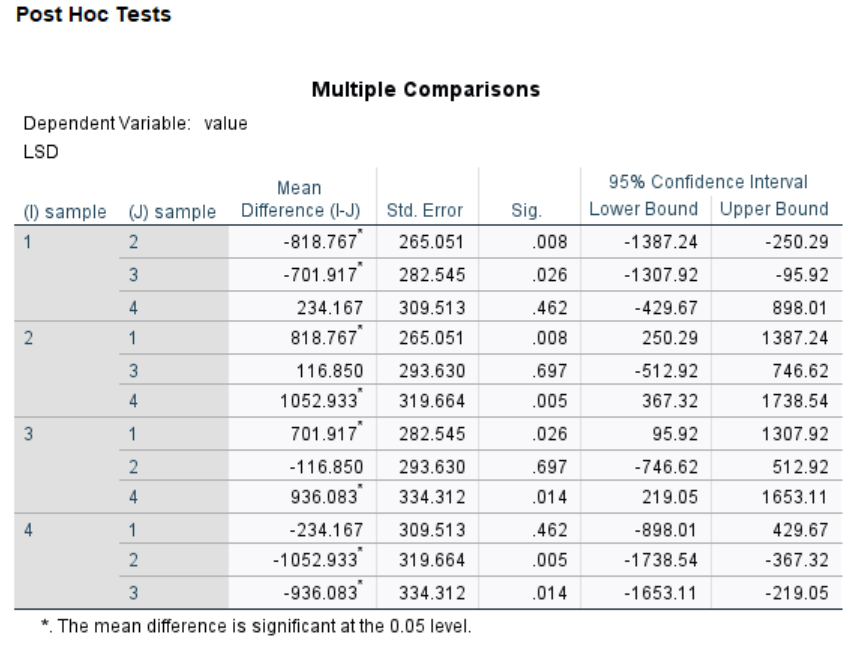 Post Hoc Tests
Multiple Comparisons
Dependent Variable: value
LSD
(I) sample (J) sample Mean Difference (I-J) Std. Error Sig. 95% Confidence Interval Lower Bound Upper Bound
1 2 -818.767* 265.051 .008 -1387.24 -250.29
3 -701.917* 282.545 .026 -1307.92 -95.92
4 234.167 309.513 .462 -429.67 898.01
2 1 818.767* 265.051 .008 250.29 1387.24
3 116.850 293.630 .697 -512.92 746.62
4 1052.933* 319.664 .005 367.32 1738.54
3 1 701.917* 282.545 .026 95.92 1307.92
2 -116.850 293.630 .697 -746.62 512.92
4 936.083* 334.312 .014 219.05 1653.11
4 1 -234.167 309.513 .462 -898.01 429.67
2 -1052.933* 319.664 .005 -1738.54 -367.32
3 -936.083* 334.312 .014 -1653.11 -219.05
*. The mean difference is significant at the 0.05 level.